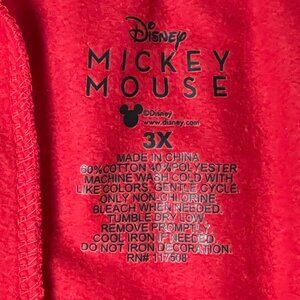 Disney
MICKEY
MOUSE
©Disney
www.disney.com
3X
MADE IN CHINA
60%COTTON 40%POLYESTER
MACHINE WASH COLD WITH
LIKE COLORS, GENTLE CYCLE.
ONLY NON-CHLORINE
BLEACH WHEN NEEDED.
TUMBLE DRY LOW.
REMOVE PROMPTLY.
COOL IRON IF NEEDED.
DO NOT IRON DECORATION.
RN# 117508